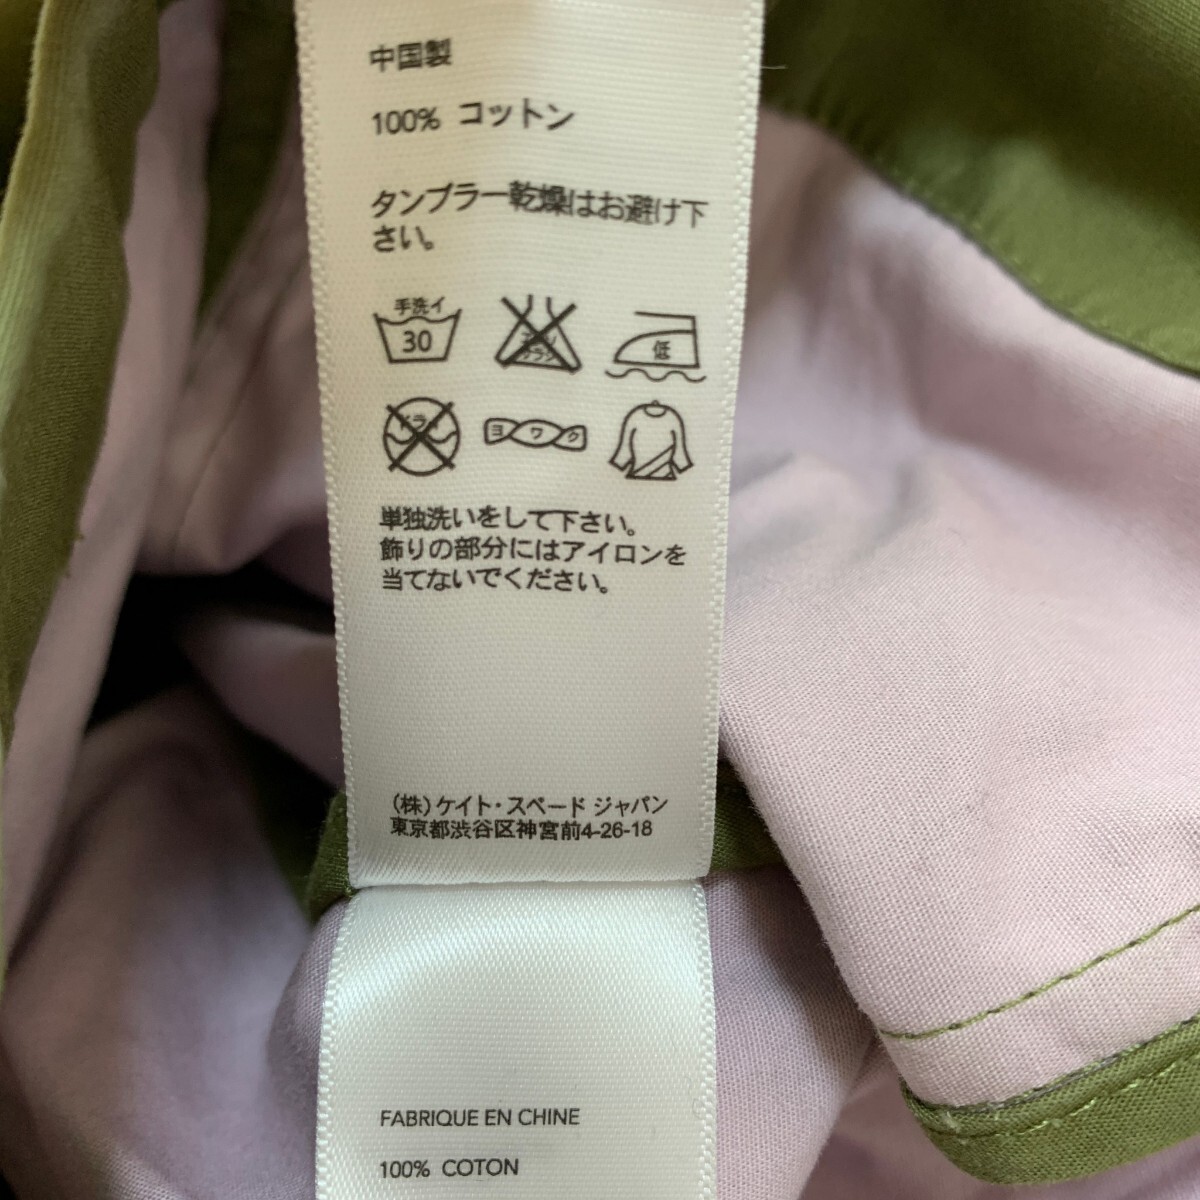 中国製
100% コットン
タンブラー乾燥はお避け下
さい。
手洗イ
30
低
ヨワク
単独洗いをして下さい。
飾りの部分にはアイロンを
当てないでください。
(株)ケイト・スペード ジャパン
東京都渋谷区神宮前4-26-18
FABRIQUE EN CHINE
100% COTON